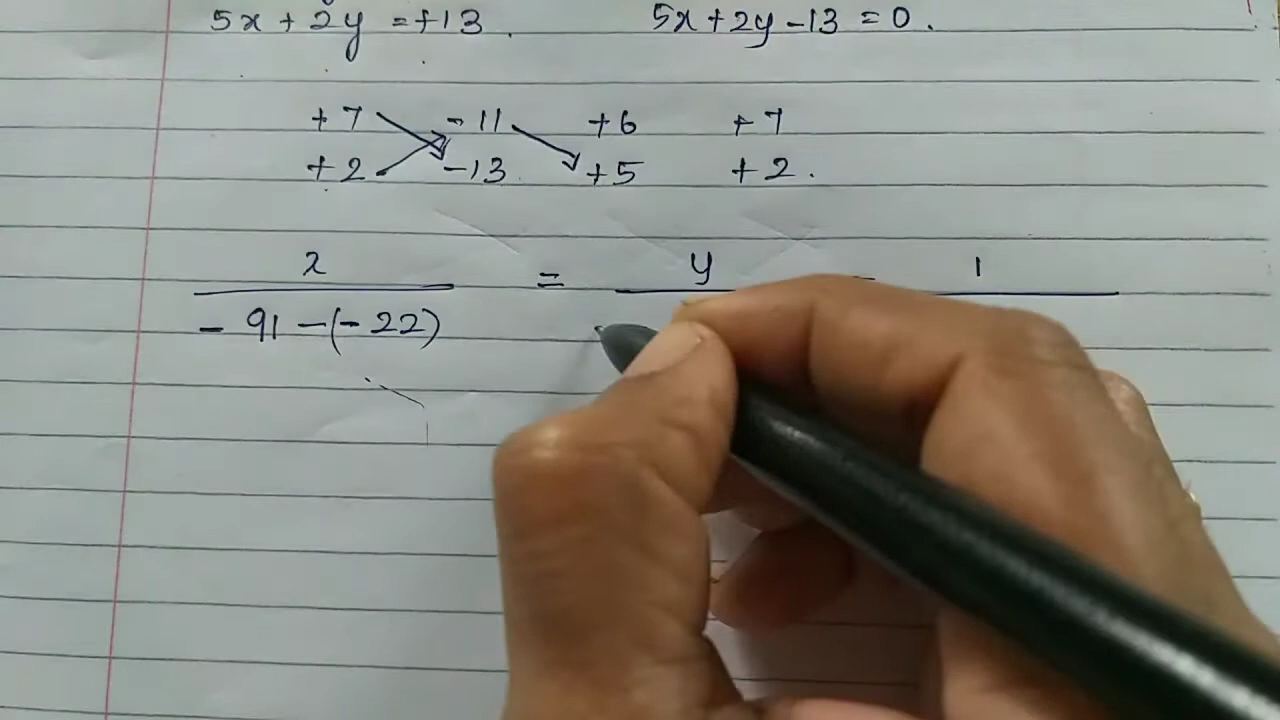 5x + 2y = +13. 5x + 2y - 13 = 0.
+7 -11 +6 +7
+2 -13 +5 +2.
x = y = 1
- 91 - (- 22)